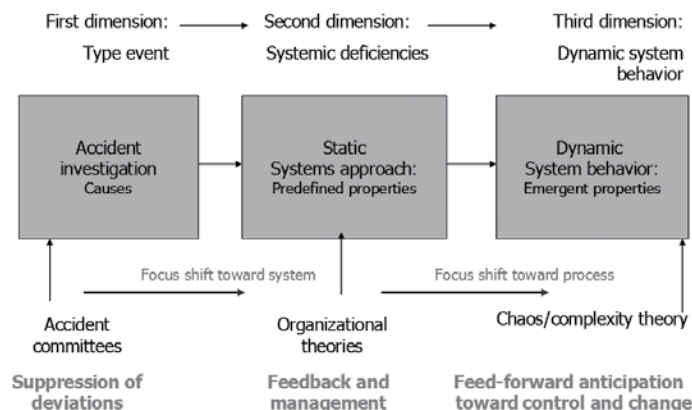 First dimension:
Second dimension:
Third dimension:
Type event
Systemic deficiencies
Dynamic system
behavior
Accident
investigation
Causes
Static
Systems approach:
Predefined properties
Dynamic
System behavior:
Emergent properties
Focus shift toward system
Focus shift toward process
Accident
committees
Organizational
theories
Chaos/complexity theory
Suppression of
deviations
Feedback and
management
Feed-forward anticipation
toward control and change